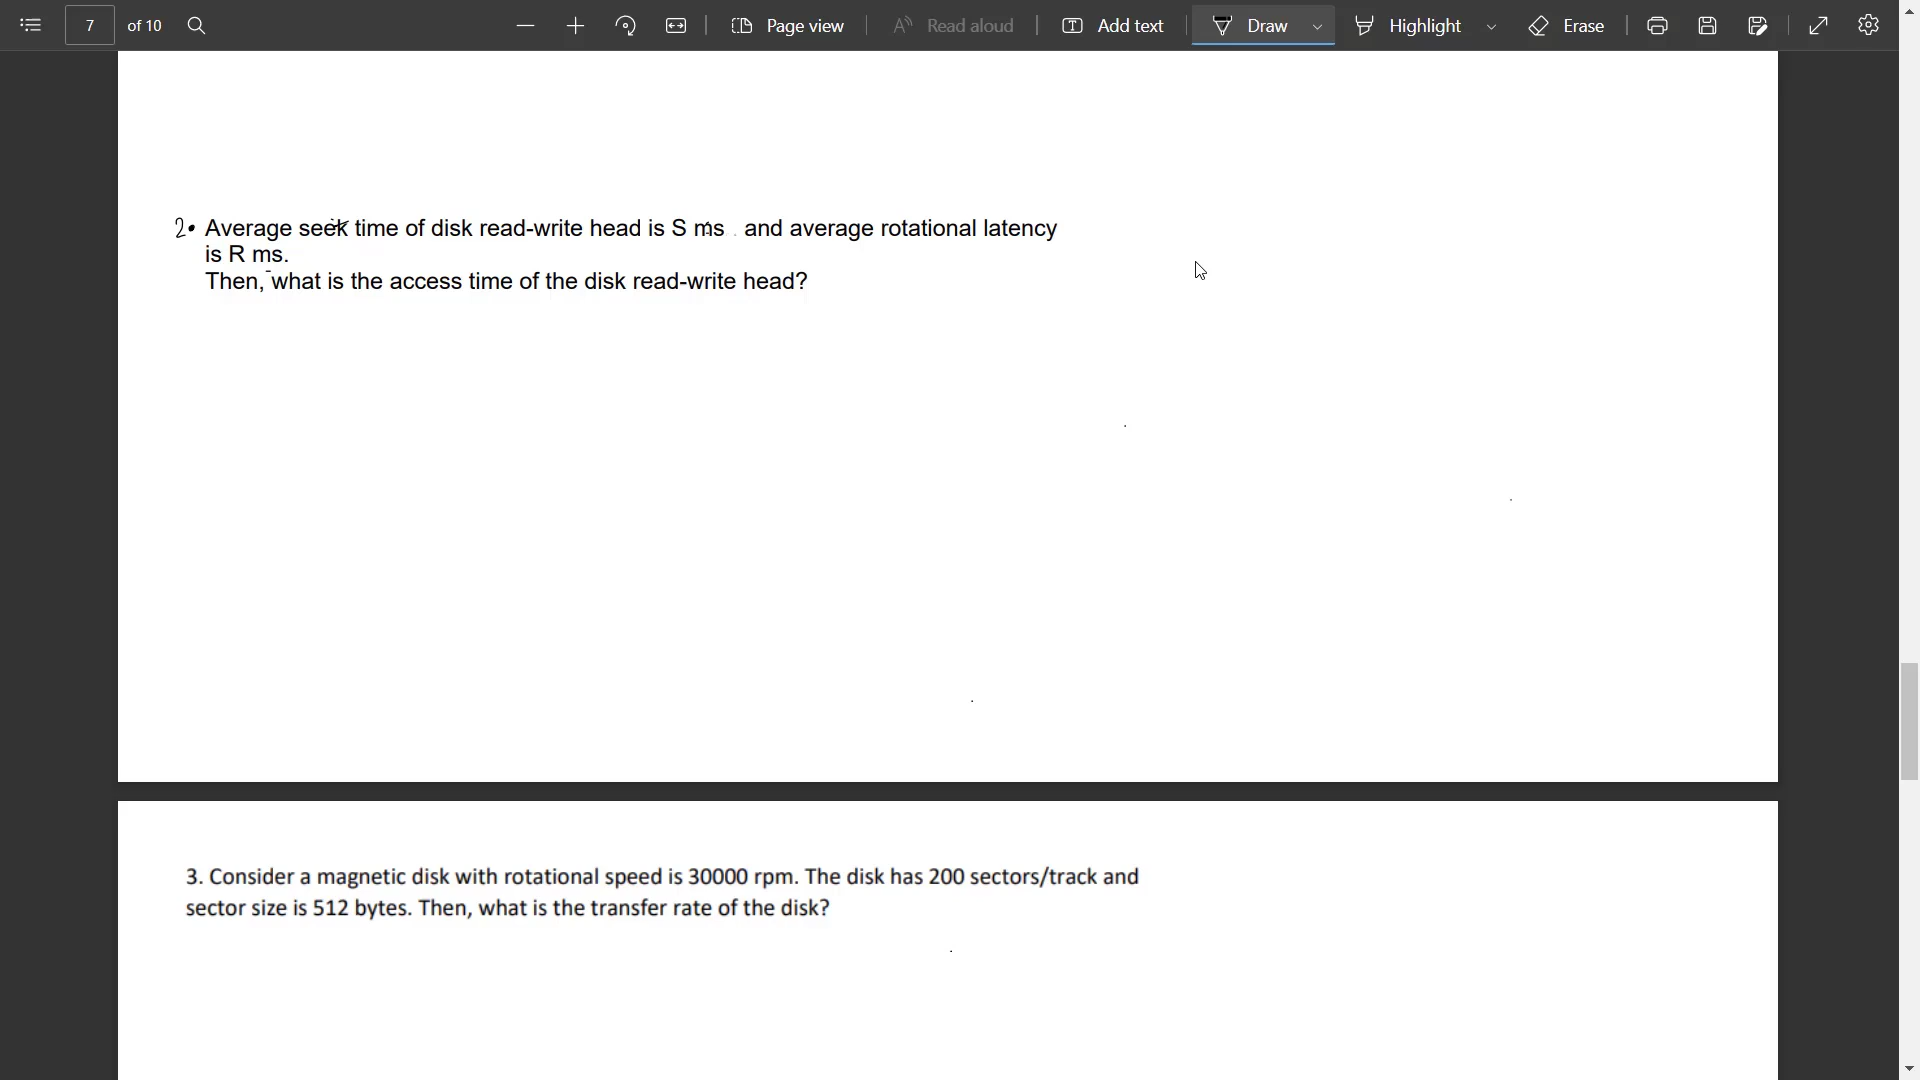 7 of 10 Page view Read aloud Add text Draw Highlight Erase
2. Average seek time of disk read-write head is S ms and average rotational latency
is R ms.
Then, what is the access time of the disk read-write head?
3. Consider a magnetic disk with rotational speed is 30000 rpm. The disk has 200 sectors/track and
sector size is 512 bytes. Then, what is the transfer rate of the disk?